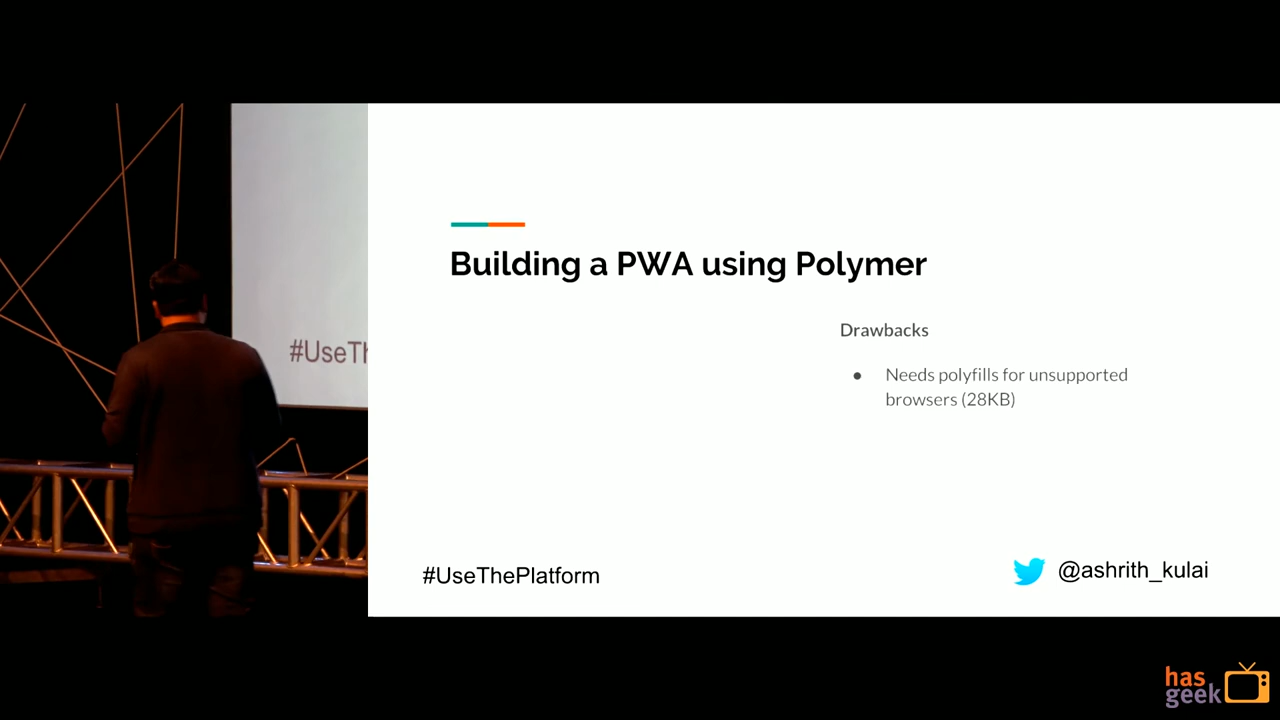 Building a PWA using Polymer
Drawbacks
● Needs polyfills for unsupported
browsers (28KB)
#UseTh
#UseThePlatform
@ashrith_kulai
has
geek